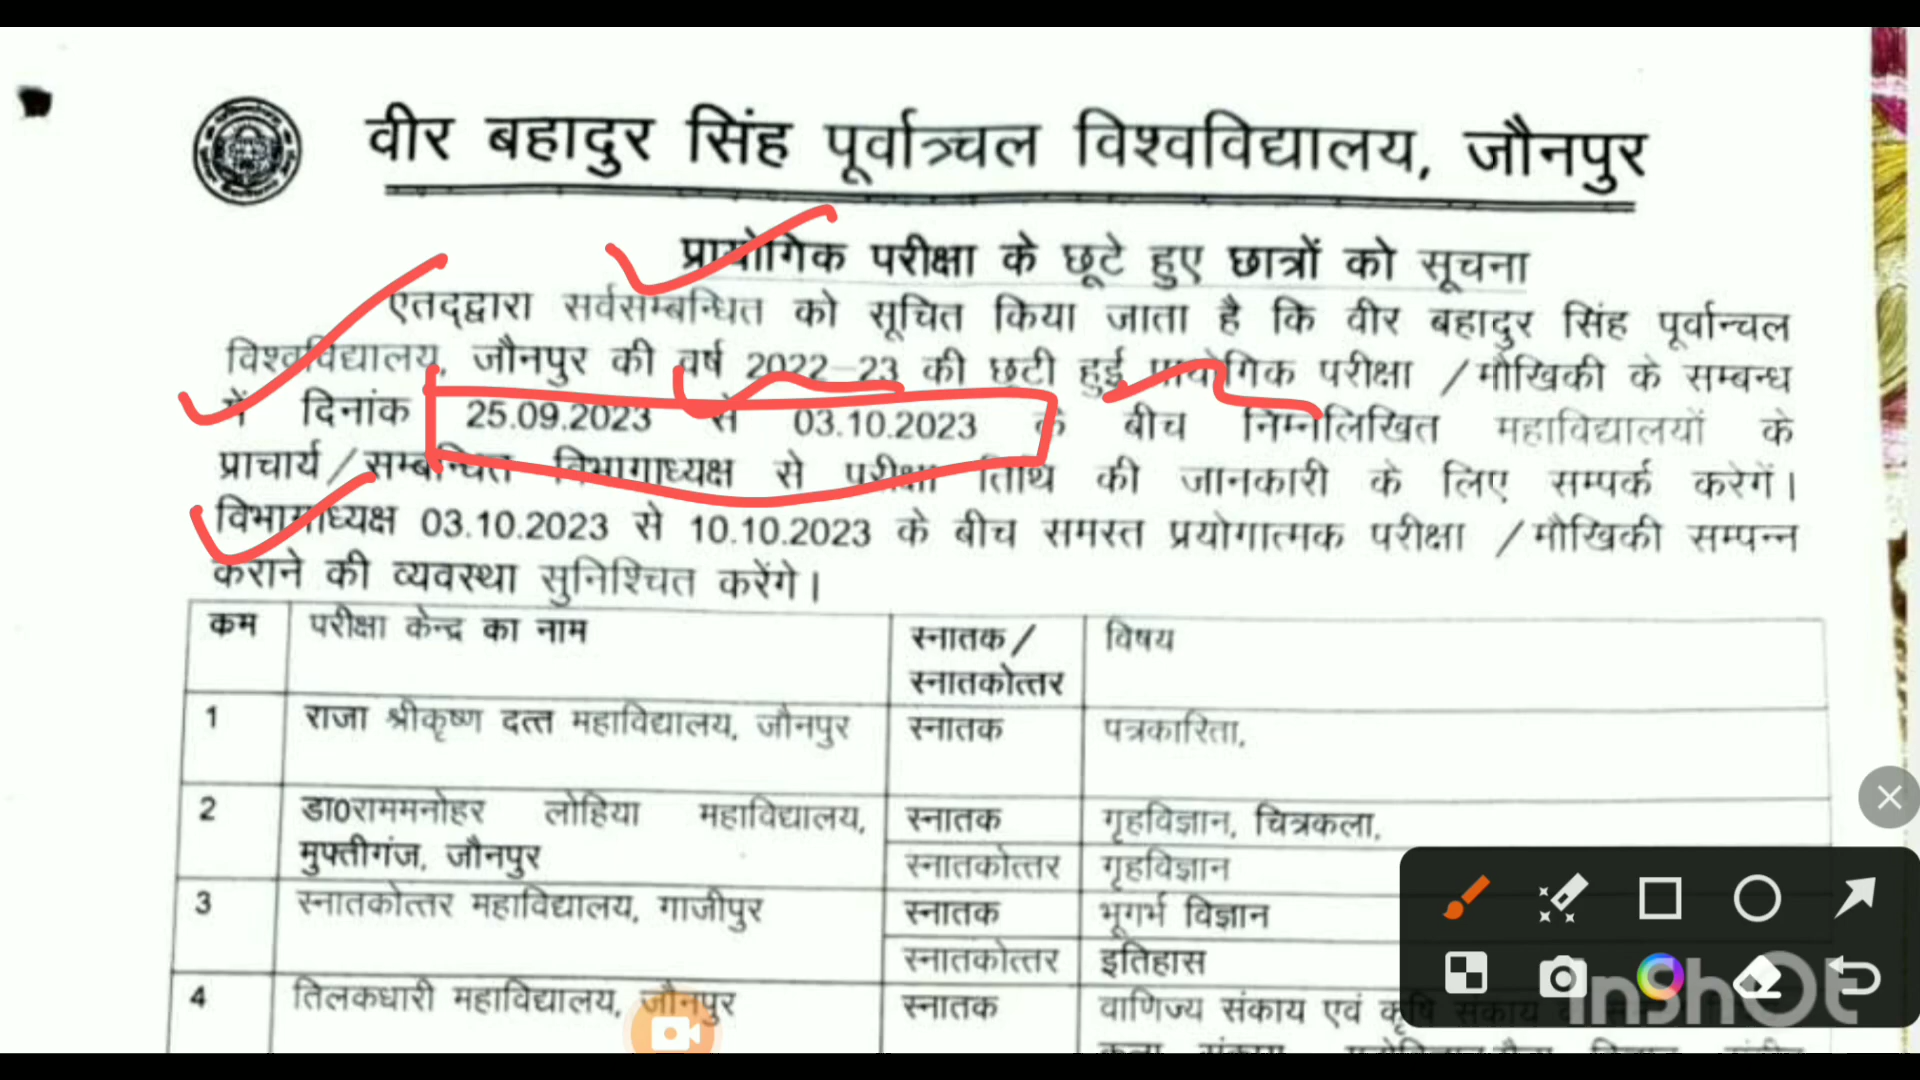 वीर बहादुर सिंह पूर्वाञ्चल विश्वविद्यालय, जौनपुर
प्रायोगिक परीक्षा के छूटे हुए छात्रों को सूचना
एतद्द्वारा सर्वसम्बन्धित को सूचित किया जाता है कि वीर बहादुर सिंह पूर्वान्चल
विश्वविद्यालय, जौनपुर की वर्ष 2022-23 की छूटी हुई प्रायोगिक परीक्षा /मौखिकी के सम्बन्ध
में दिनांक 25.09.2023 से 03.10.2023 के बीच निम्नलिखित महाविद्यालयों के
प्राचार्य/सम्बन्धित विभागाध्यक्ष से परीक्षा तिथि की जानकारी के लिए सम्पर्क करेगें।
विभागाध्यक्ष 03.10.2023 से 10.10.2023 के बीच समस्त प्रयोगात्मक परीक्षा /मौखिकी सम्पन्न
कराने की व्यवस्था सुनिश्चित करेंगे।
कम परीक्षा केन्द्र का नाम स्नातक/ विषय
स्नातकोत्तर
1 राजा श्रीकृष्ण दत्त महाविद्यालय, जौनपुर स्नातक पत्रकारिता,
2 डा0राममनोहर लोहिया महाविद्यालय, स्नातक गृहविज्ञान, चित्रकला,
मुफ्तीगंज, जौनपुर स्नातकोत्तर गृहविज्ञान
3 स्नातकोत्तर महाविद्यालय, गाजीपुर स्नातक भूगर्भ विज्ञान
स्नातकोत्तर इतिहास
4 तिलकधारी महाविद्यालय, जौनपुर स्नातक वाणिज्य संकाय एवं कृषि संकाय
InShOt